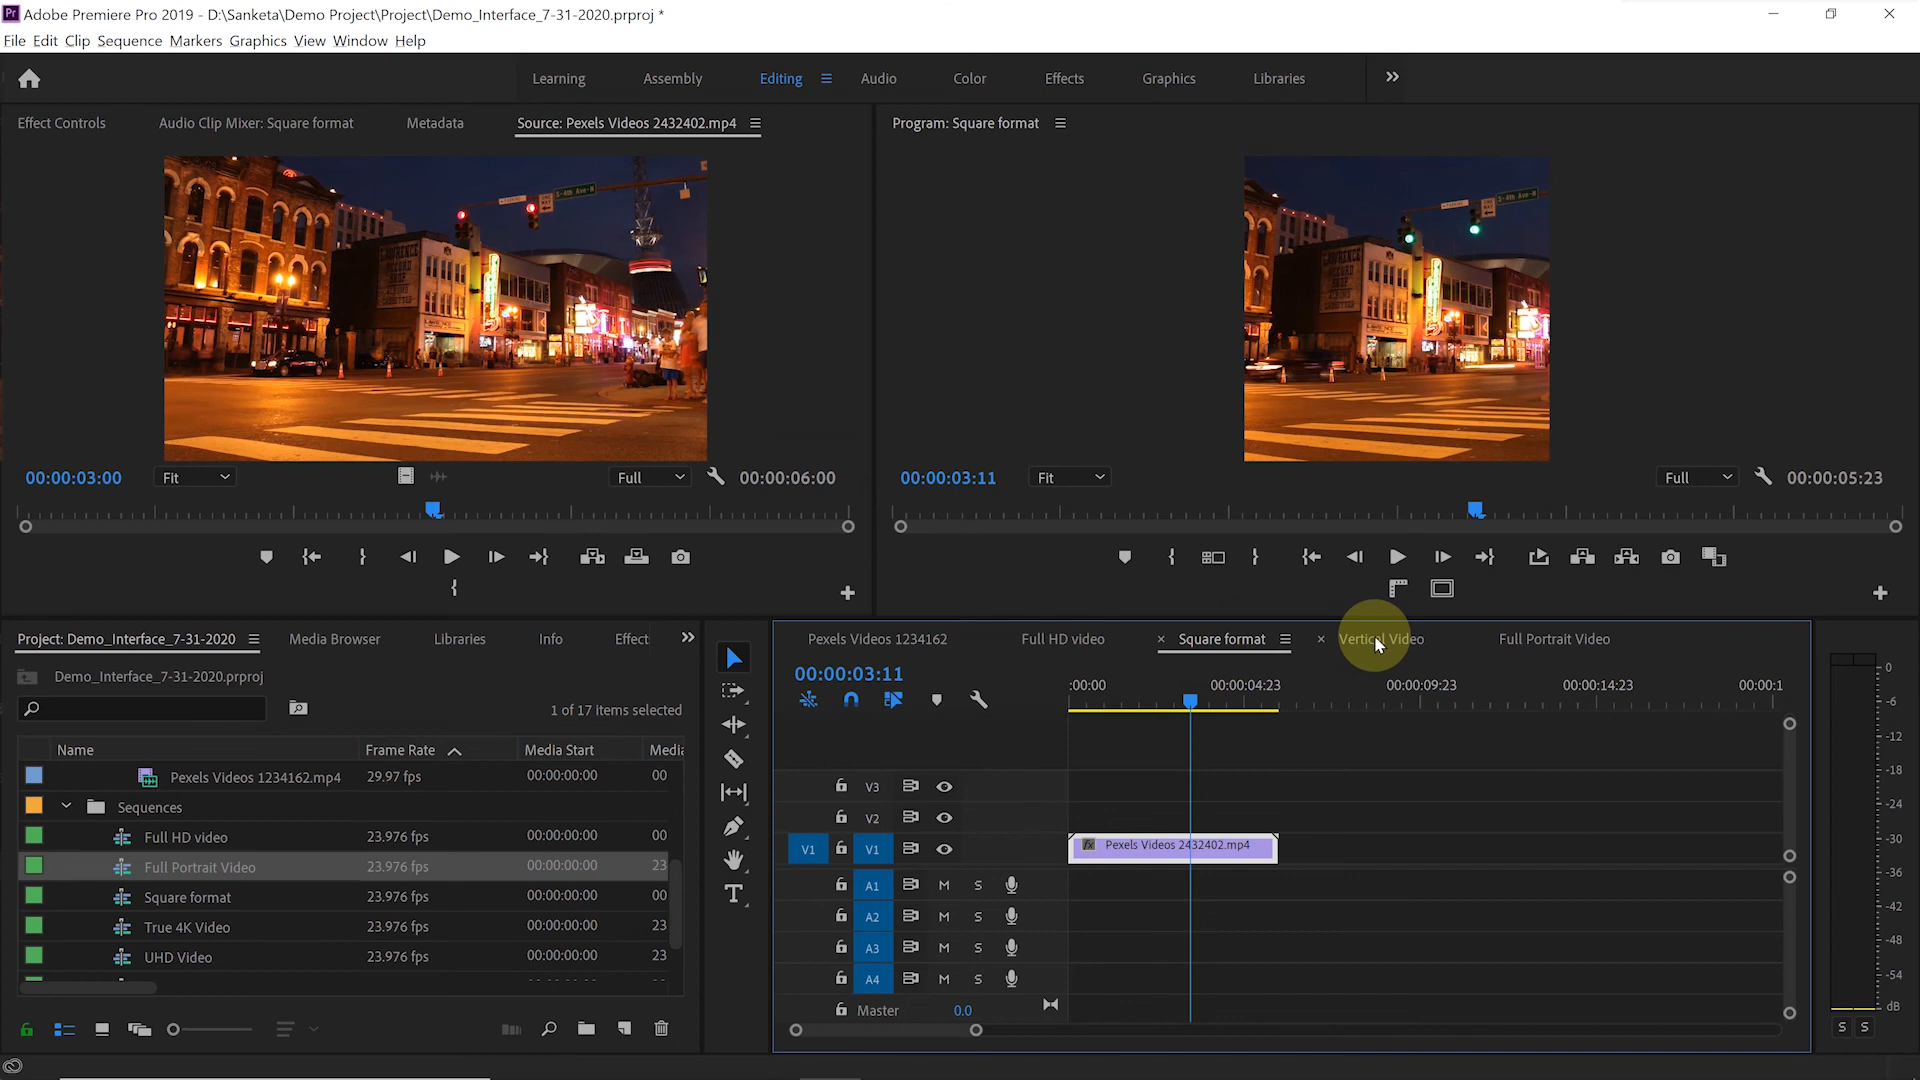 Adobe Premiere Pro 2019 - D:\Sanketa\Demo Project\Project\Demo_Interface_7-31-2020.prproj *
File Edit Clip Sequence Markers Graphics View Window Help
Learning Assembly Editing Audio Color Effects Graphics Libraries
Effect Controls Audio Clip Mixer: Square format Metadata Source: Pexels Videos 2432402.mp4 Program: Square format
S-4th Ave-N
LAWRENCE RECORD SHOP
S-4th Ave-N
LAWRENCE RECORD SHOP
00:00:03:00 Fit Full 00:00:06:00 00:00:03:11 Fit Full 00:00:05:23
Project: Demo_Interface_7-31-2020 Media Browser Libraries Info Effect
Demo_Interface_7-31-2020.prproj
1 of 17 items selected
Name Frame Rate Media Start Media
Pexels Videos 1234162.mp4 29.97 fps 00:00:00:00 00
Sequences
Full HD video 23.976 fps 00:00:00:00 00
Full Portrait Video 23.976 fps 00:00:00:00 23
Square format 23.976 fps 00:00:00:00 00
True 4K Video 23.976 fps 00:00:00:00 23
UHD Video 23.976 fps 00:00:00:00 23
T
Pexels Videos 1234162 Full HD video × Square format × Vertical Video Full Portrait Video
00:00:03:11
:00:00 00:00:04:23 00:00:09:23 00:00:14:23 00:00:1
V3
V2
V1 V1 fx Pexels Videos 2432402.mp4
A1 M S
A2 M S
A3 M S
A4 M S
Master 0.0
0
-6
-12
-18
-24
-30
-36
-42
-48
-54
dB
S S